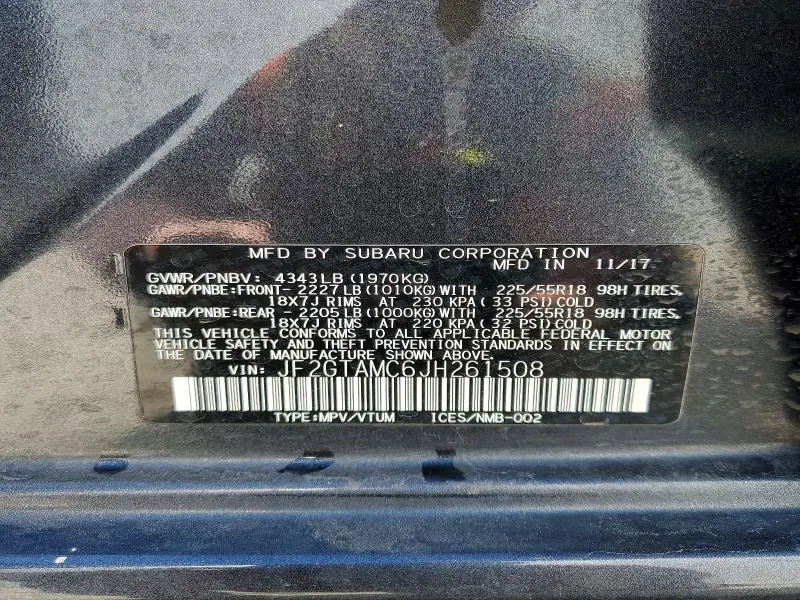 MFD BY SUBARU CORPORATION
MFD IN 11/17
GVWR/PNBV: 4343LB (1970KG)
GAWR/PNBE:FRONT- 2227LB (1010KG)WITH 225/55R18 98H TIRES,
18X7J RIMS AT 230 KPA( 33 PSI)COLD
GAWR/PNBE:REAR - 2205LB (1000KG)WITH 225/55R18 98H TIRES,
18X7J RIMS AT 220 KPA( 32 PSI)COLD
THIS VEHICLE CONFORMS TO ALL APPLICABLE FEDERAL MOTOR
VEHICLE SAFETY AND THEFT PREVENTION STANDARDS IN EFFECT ON
THE DATE OF MANUFACTURE SHOWN ABOVE.
VIN: JF2GTAMC6JH261508
TYPE:MPV/VTUM ICES/NMB-002